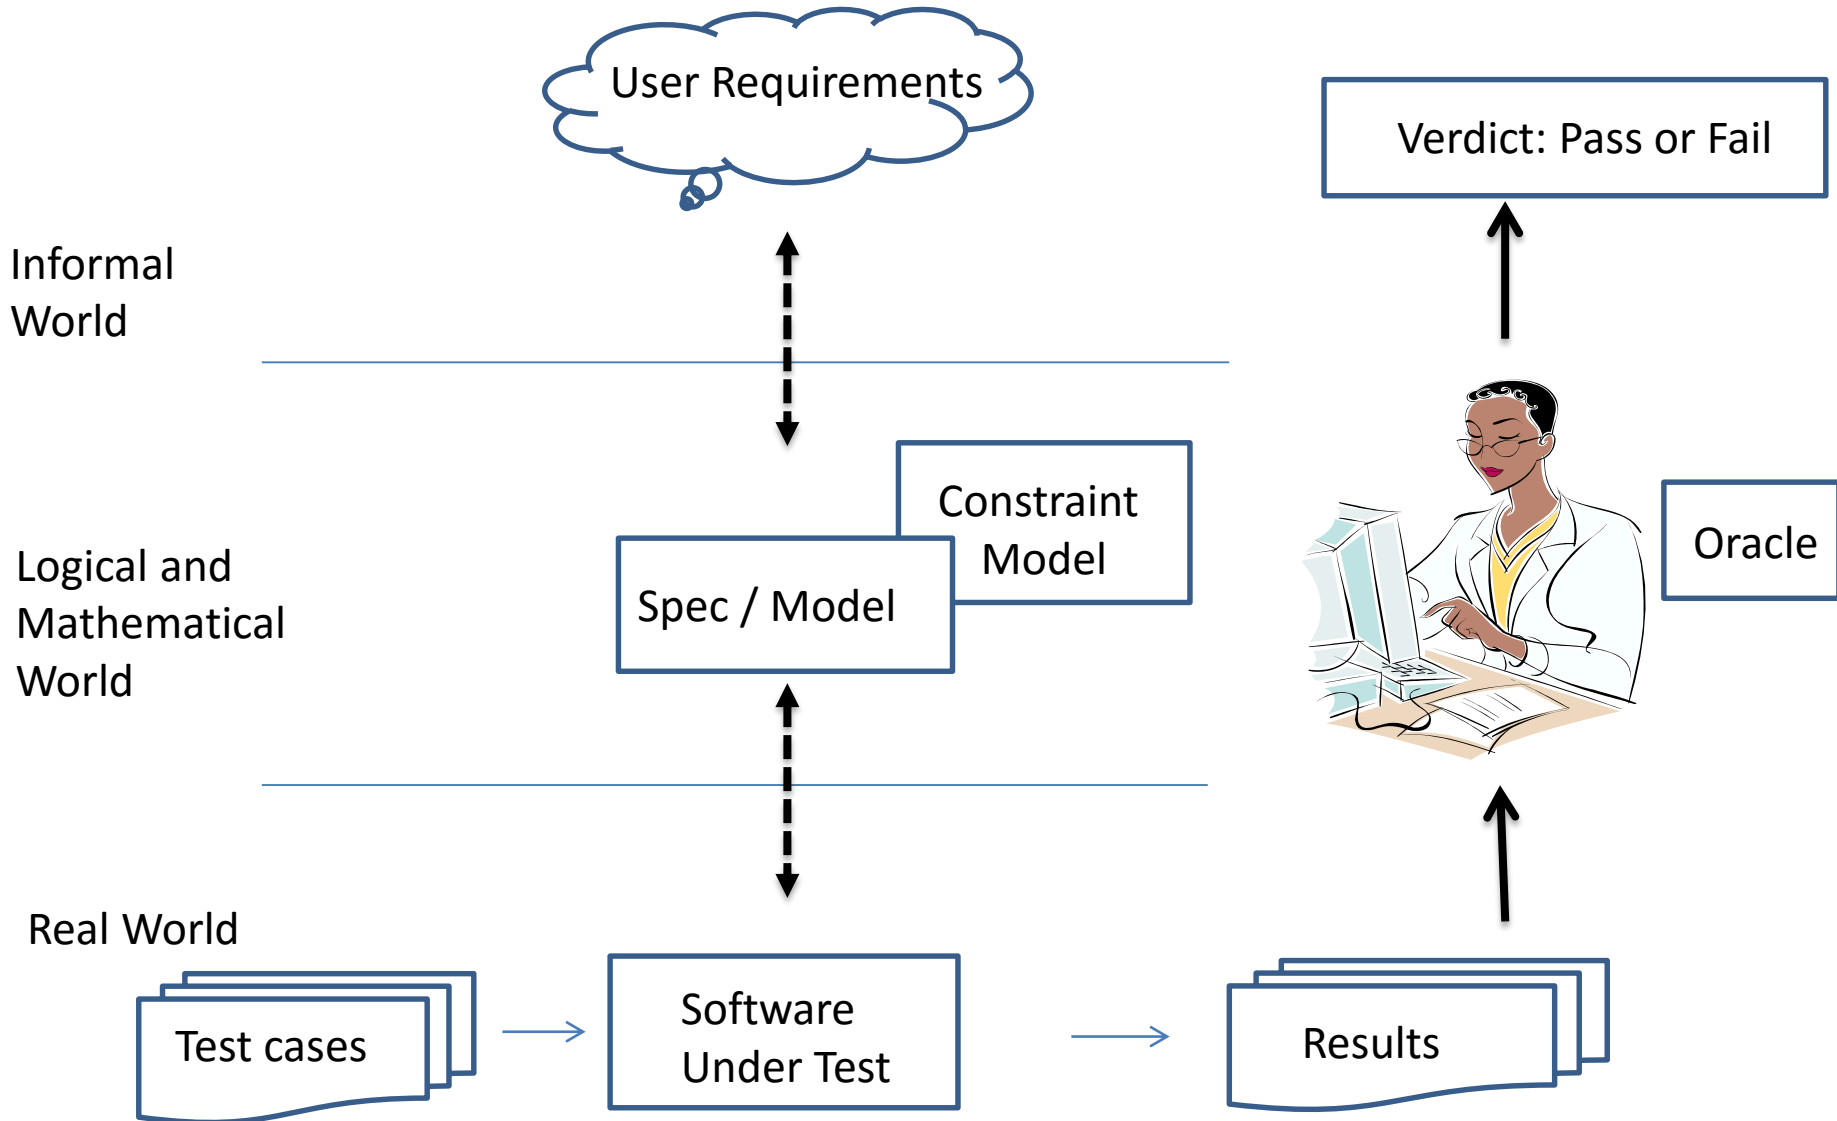 User Requirements
Verdict: Pass or Fail
Informal
World
Constraint
Model
Spec / Model
Oracle
Logical and
Mathematical
World
Real World
Test cases
Software
Under Test
Results